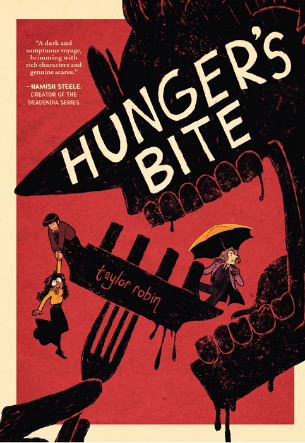 "A dark and
sumptuous voyage,
brimming with
rich characters and
genuine scares."
—HAMISH STEELE,
CREATOR OF THE
DEADENDIA SERIES
HUNGER'S
BITE
taylor robin